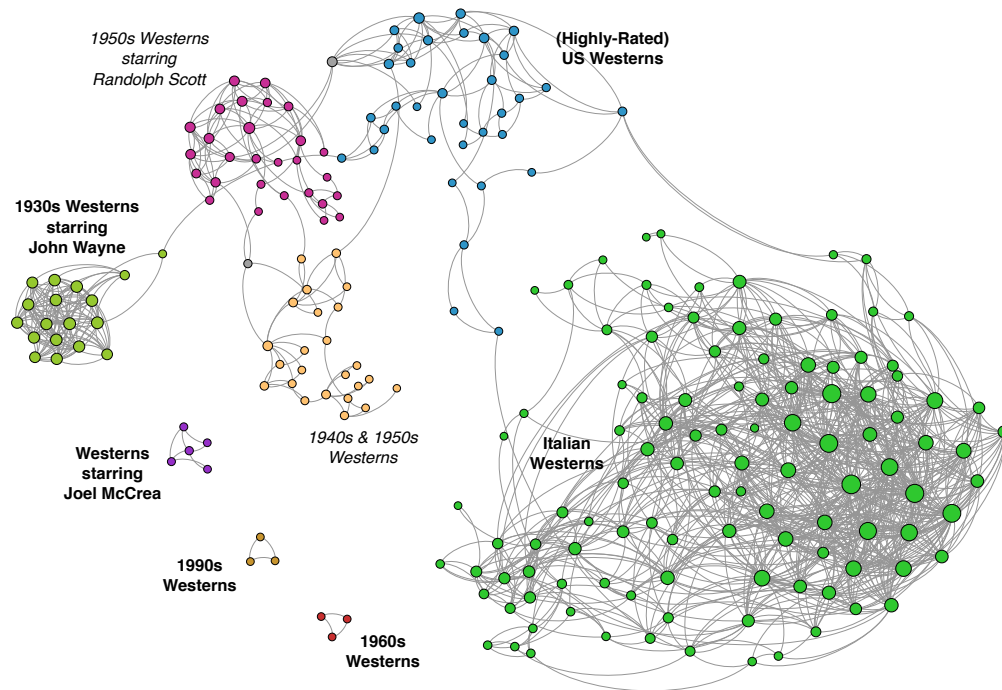 1950s Westerns
starring
Randolph Scott
(Highly-Rated)
US Westerns
1930s Westerns
starring
John Wayne
1940s & 1950s
Westerns
Italian
Westerns
Westerns
starring
Joel McCrea
1990s
Westerns
1960s
Westerns